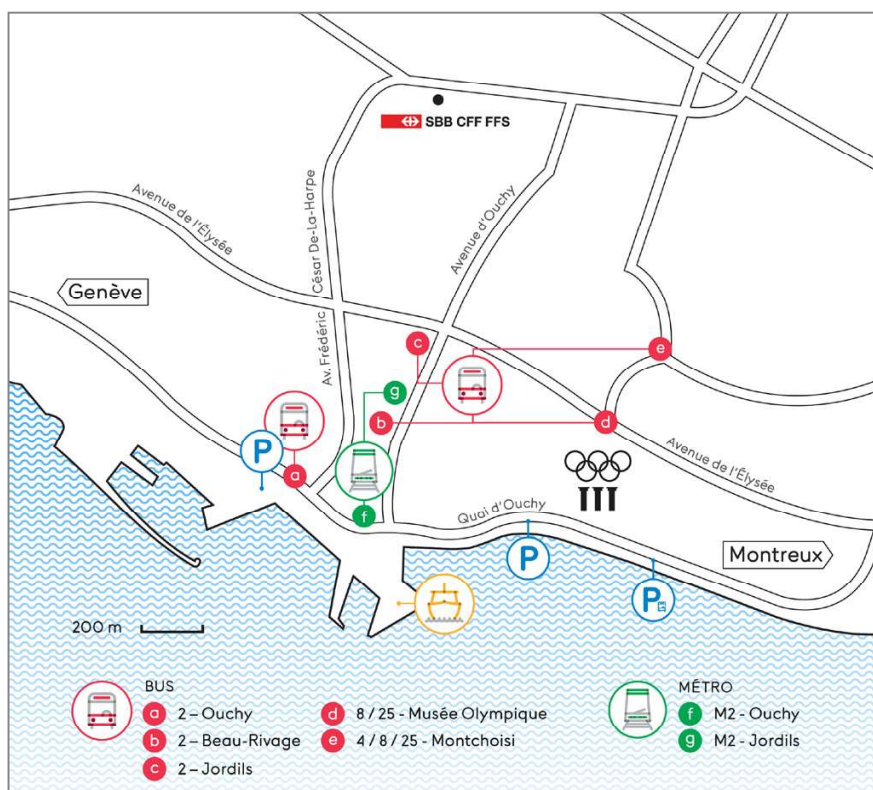 SBB CFF FFS
Avenue de l'Élysée
Av. Frédéric César De-La-Harpe
Avenue d'Ouchy
Genève
c
e
g
b
d
P
a
Avenue de l'Élysée
f
Quai d'Ouchy
P
Montreux
P
200 m
BUS
a 2 – Ouchy
b 2 – Beau-Rivage
c 2 – Jordils
d 8 / 25 - Musée Olympique
e 4 / 8 / 25 - Montchoisi
MÉTRO
f M2 - Ouchy
g M2 - Jordils